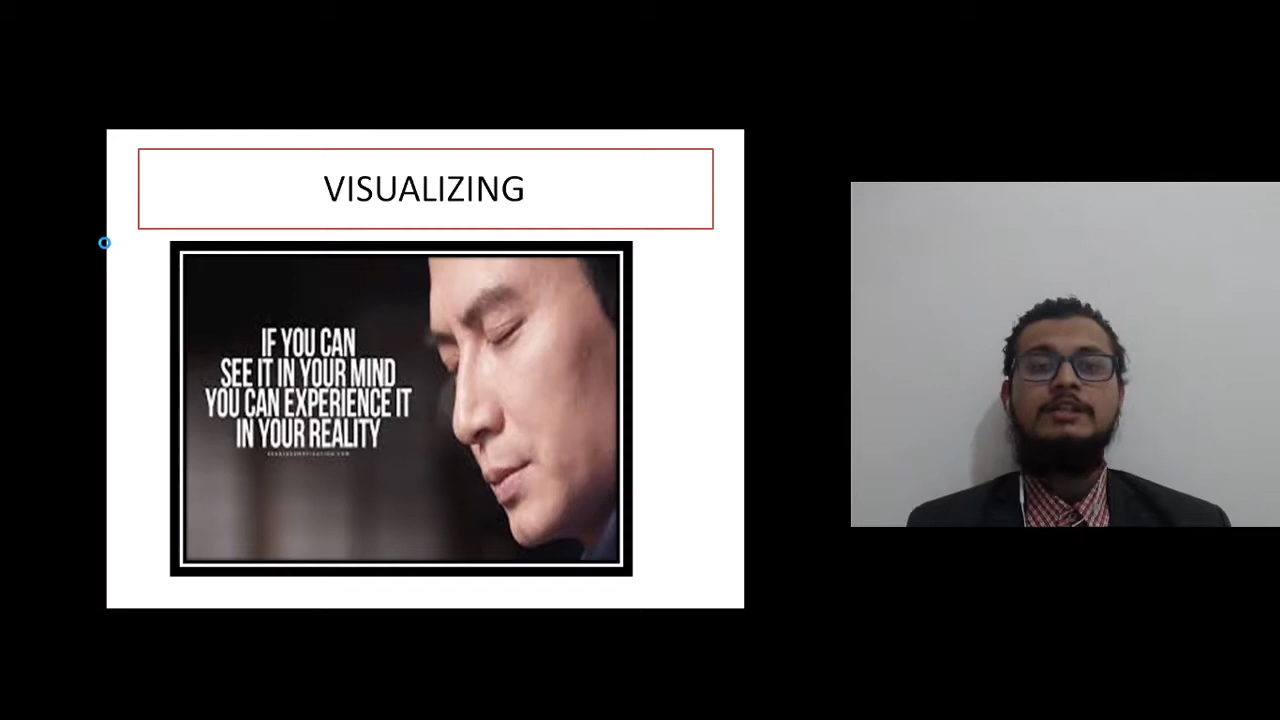 VISUALIZING
IF YOU CAN
SEE IT IN YOUR MIND
YOU CAN EXPERIENCE IT
IN YOUR REALITY